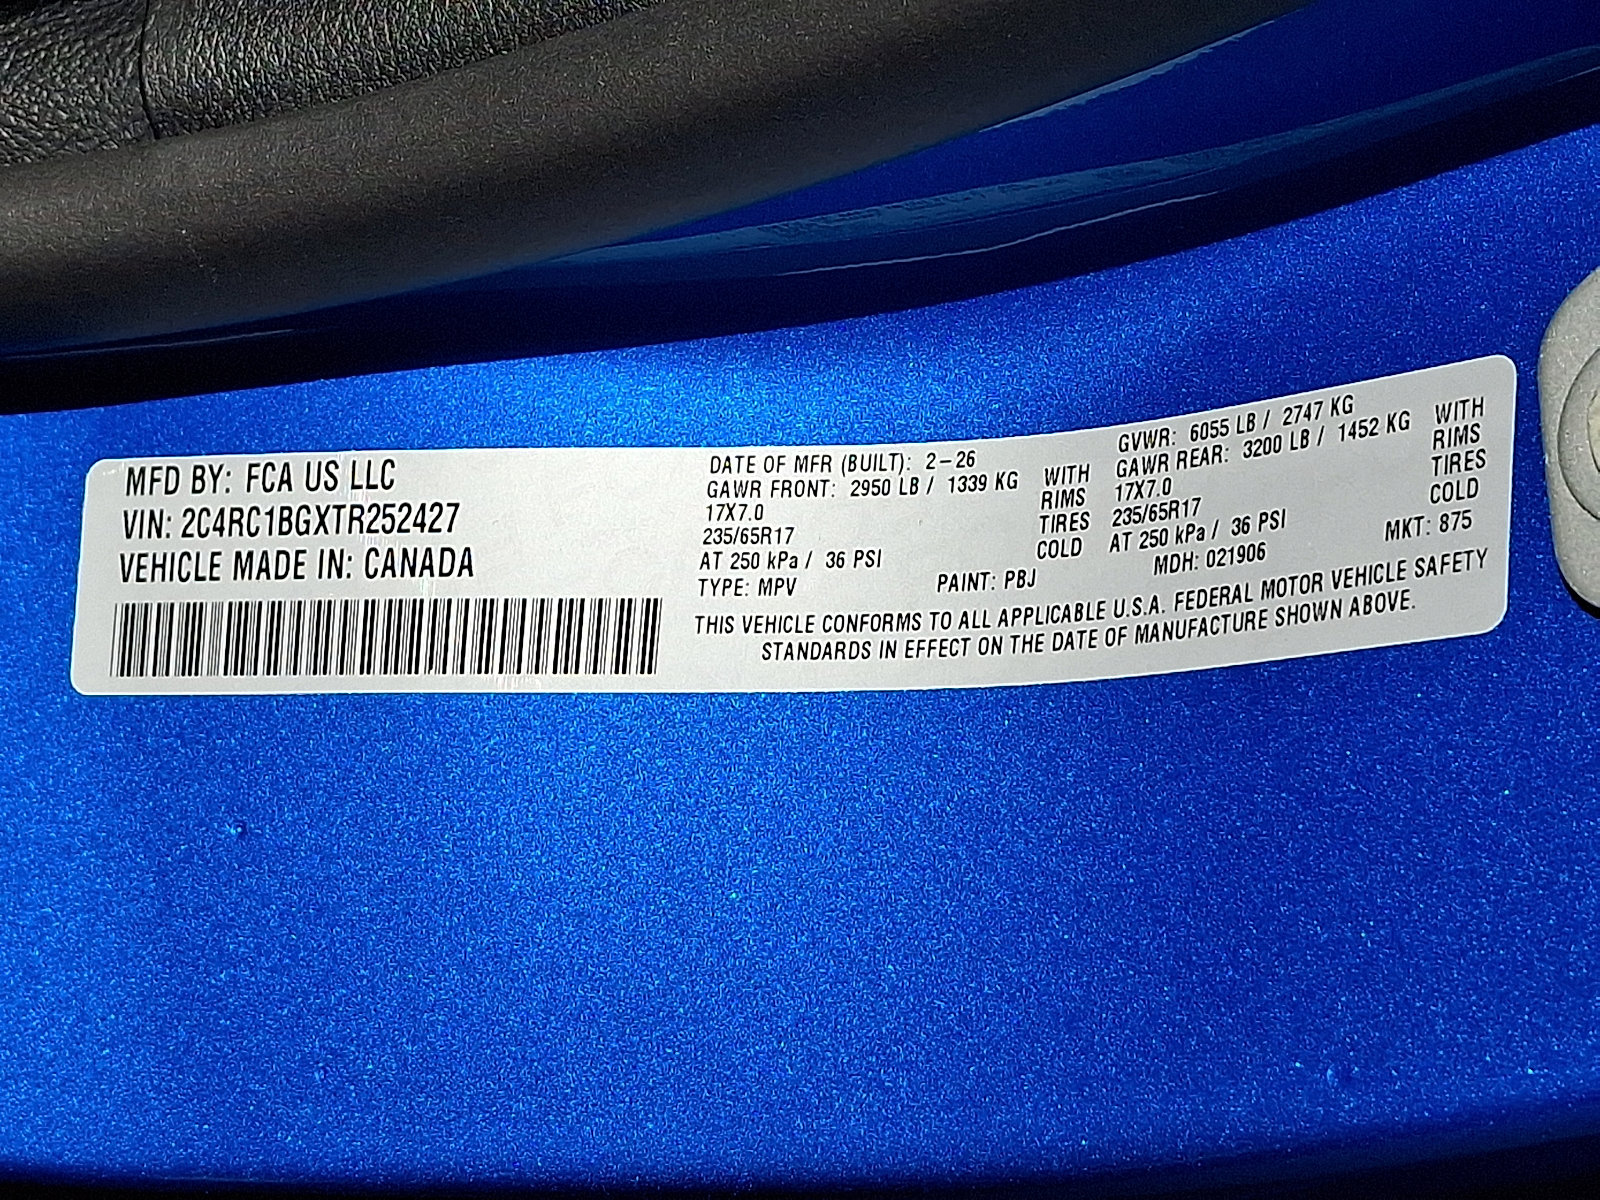 MFD BY: FCA US LLC
VIN: 2C4RC1BGXTR252427
VEHICLE MADE IN: CANADA
DATE OF MFR (BUILT): 2-26
GAWR FRONT: 2950 LB / 1339 KG WITH
17X7.0 RIMS
235/65R17 TIRES
AT 250 kPa / 36 PSI COLD
TYPE: MPV PAINT: PBJ
GVWR: 6055 LB / 2747 KG
GAWR REAR: 3200 LB / 1452 KG WITH
17X7.0 RIMS
235/65R17 TIRES
AT 250 kPa / 36 PSI COLD
MDH: 021906 MKT: 875
THIS VEHICLE CONFORMS TO ALL APPLICABLE U.S.A. FEDERAL MOTOR VEHICLE SAFETY
STANDARDS IN EFFECT ON THE DATE OF MANUFACTURE SHOWN ABOVE.